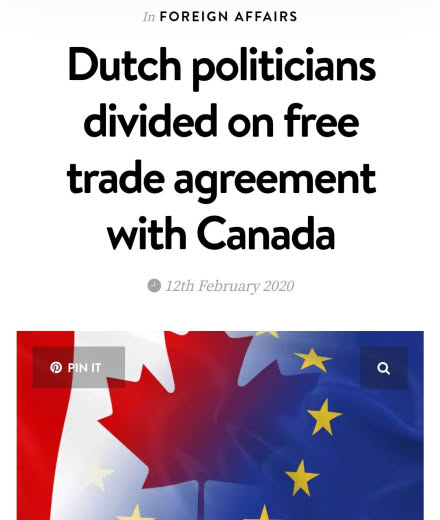 In FOREIGN AFFAIRS
Dutch politicians
divided on free
trade agreement
with Canada
12th February 2020
PIN IT